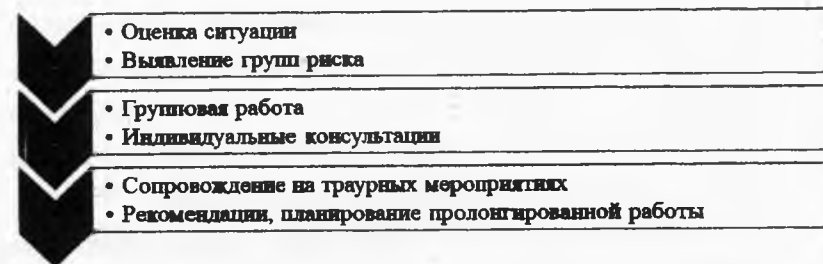 • Оценка ситуации
• Выявление групп риска
• Групповая работа
• Индивидуальные консультации
• Сопровождение на траурных мероприятиях
• Рекомендации, планирование пролонгированной работы